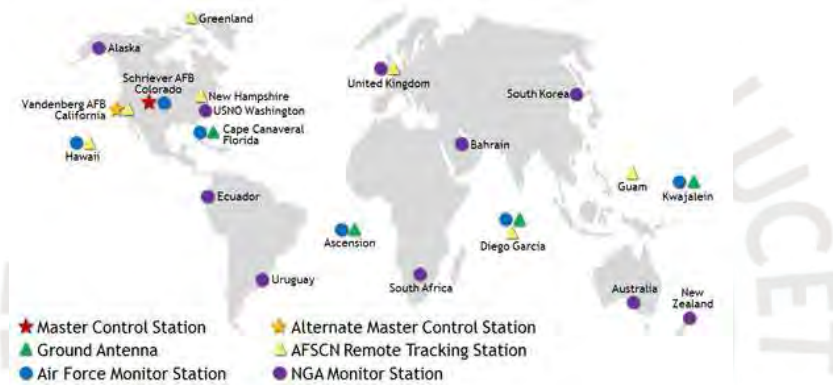 Greenland
Alaska
Schriever AFB
Colorado
Vandenberg AFB
California
New Hampshire
USNO Washington
Cape Canaveral
Florida
Hawaii
United Kingdom
South Korea
Bahrain
Guam
Kwajalein
Ecuador
Ascension
Diego Garcia
Uruguay
South Africa
Australia
New
Zealand
Master Control Station
Alternate Master Control Station
Ground Antenna
AFSCN Remote Tracking Station
Air Force Monitor Station
NGA Monitor Station
UCET